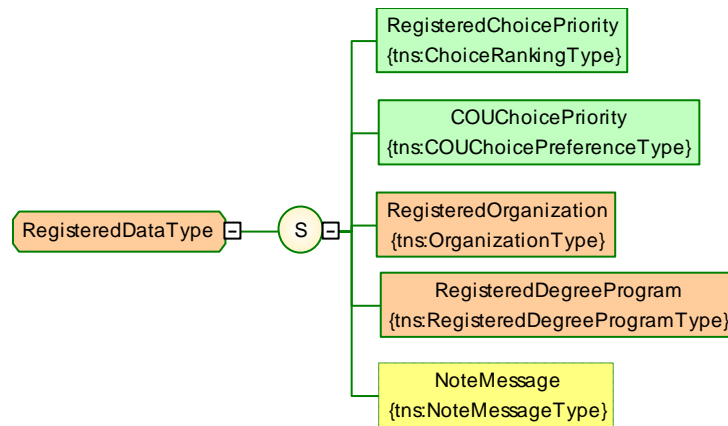 RegisteredChoicePriority
{tns:ChoiceRankingType}
COUChoicePriority
{tns:COUChoicePreferenceType}
RegisteredDataType
S
RegisteredOrganization
{tns:OrganizationType}
RegisteredDegreeProgram
{tns:RegisteredDegreeProgramType}
NoteMessage
{tns:NoteMessageType}